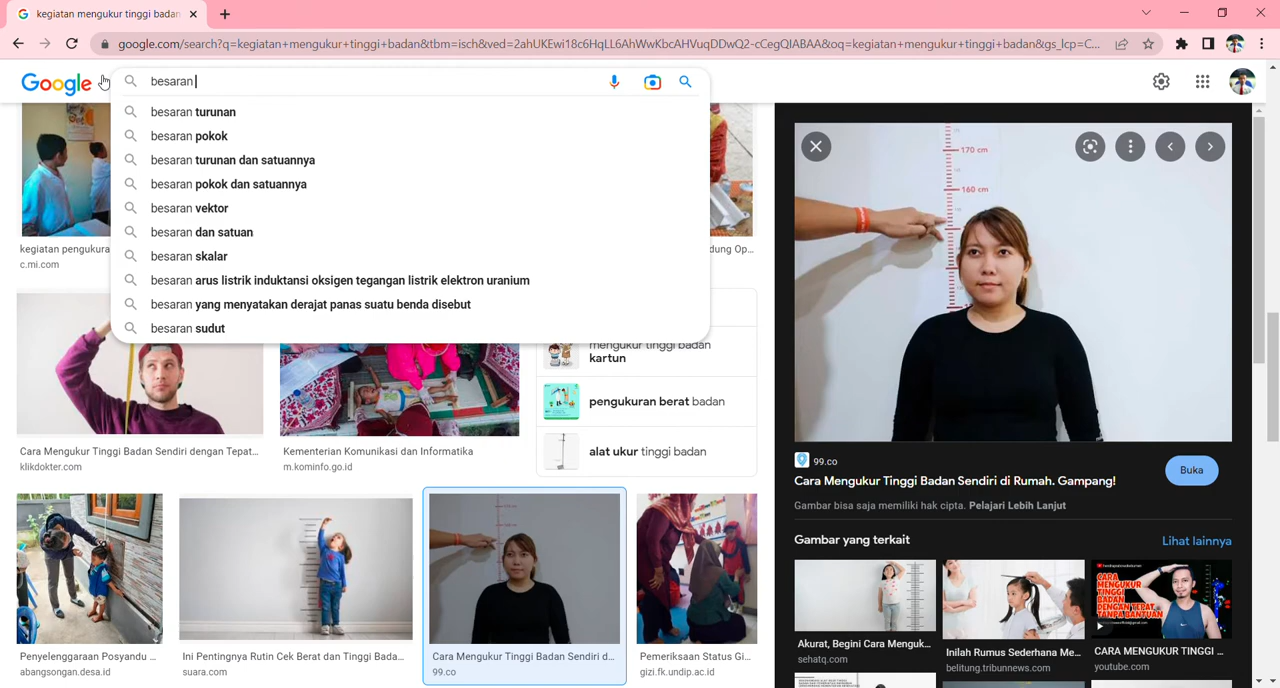 kegiatan mengukur tinggi badan
google.com/search?q=kegiatan+mengukur+tinggi+badan&tbm=isch&ved=2ahUKEwi18c6HqLL6AhWwKbcAHVuqDDwQ2-cCegQIABAA&oq=kegiatan+mengukur+tinggi+badan&gs_lcp=C...
Google
besaran
besaran turunan
besaran pokok
besaran turunan dan satuannya
besaran pokok dan satuannya
besaran vektor
besaran dan satuan
besaran skalar
besaran arus listrik induktansi oksigen tegangan listrik elektron uranium
besaran yang menyatakan derajat panas suatu benda disebut
besaran sudut
kegiatan pengukura
c.mi.com
dung Op...
mengukur tinggi badan
kartun
pengukuran berat badan
alat ukur tinggi badan
Cara Mengukur Tinggi Badan Sendiri dengan Tepat...
klikdokter.com
Kementerian Komunikasi dan Informatika
m.kominfo.go.id
Penyelenggaraan Posyandu ...
abangsongan.desa.id
Ini Pentingnya Rutin Cek Berat dan Tinggi Bada...
suara.com
Cara Mengukur Tinggi Badan Sendiri d...
99.co
Pemeriksaan Status Gi...
gizi.fk.undip.ac.id
170 cm
160 cm
99.co
Cara Mengukur Tinggi Badan Sendiri di Rumah. Gampang!
Buka
Gambar bisa saja memiliki hak cipta. Pelajari Lebih Lanjut
Gambar yang terkait
Lihat lainnya
CARA
MENGUKUR
TINGGI
BADAN
DENGAN TEPAT
Akurat, Begini Cara Menguk...
sehatq.com
Inilah Rumus Sederhana Me...
belitung.tribunnews.com
CARA MENGUKUR TINGGI ...
youtube.com